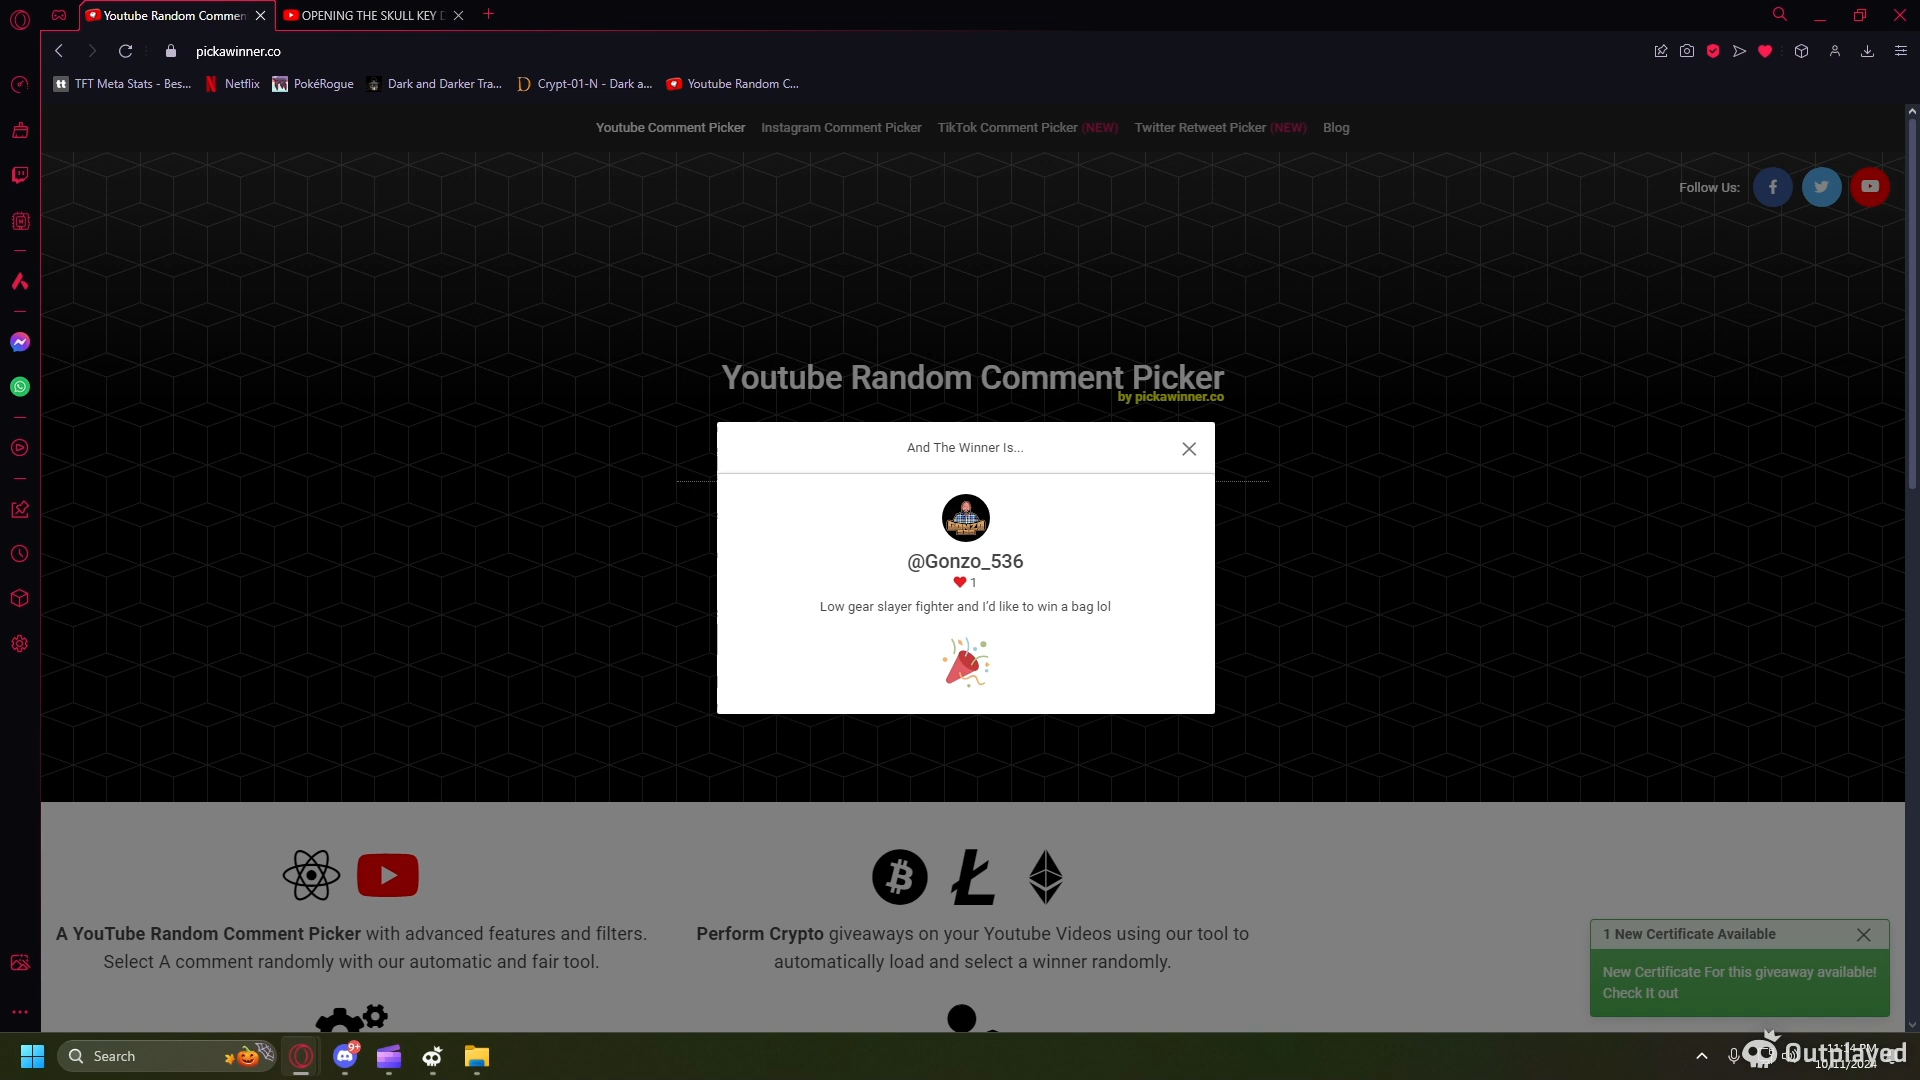 Youtube Random Commen
OPENING THE SKULL KEY
pickawinner.co
TFT Meta Stats - Bes...
Netflix
PokéRogue
Dark and Darker Tra...
Crypt-01-N - Dark a...
Youtube Random C...
Youtube Comment Picker
Instagram Comment Picker
TikTok Comment Picker (NEW)
Twitter Retweet Picker (NEW)
Blog
Follow Us:
Youtube Random Comment Picker
by pickawinner.co
And The Winner Is...
@Gonzo_536
1
Low gear slayer fighter and I'd like to win a bag lol
A YouTube Random Comment Picker with advanced features and filters.
Select A comment randomly with our automatic and fair tool.
Perform Crypto giveaways on your Youtube Videos using our tool to
automatically load and select a winner randomly.
1 New Certificate Available
New Certificate For this giveaway available!
Check It out
Search
9+
Outplayed
10/11/2024